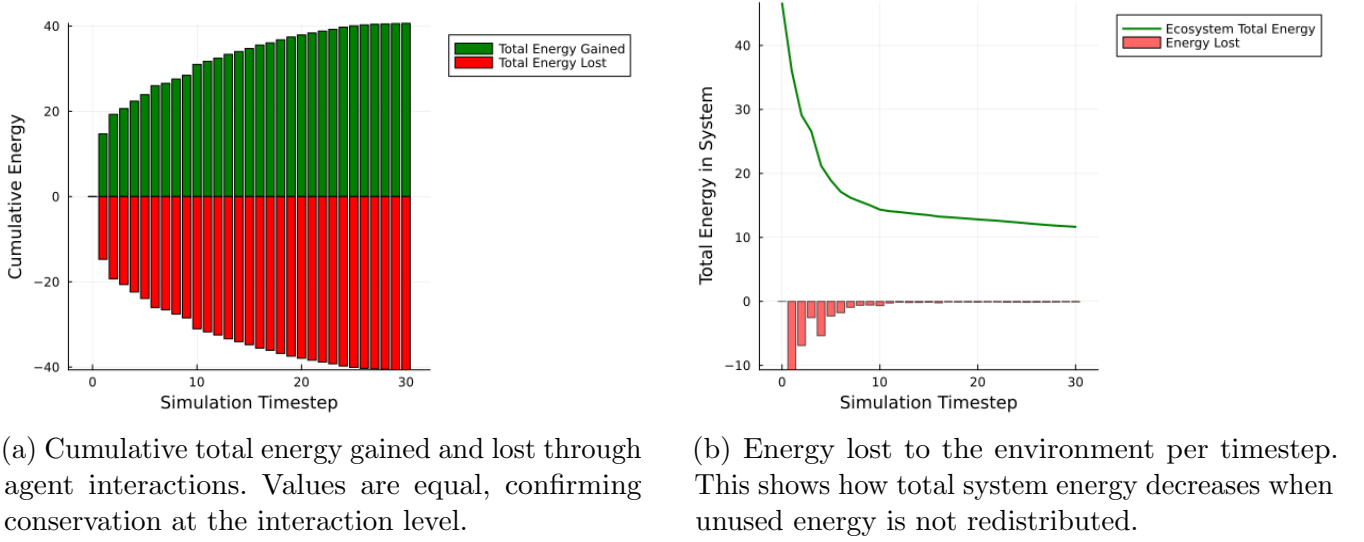 40
20
0
−20
−40
Cumulative Energy
0
10
20
30
Simulation Timestep
Total Energy Gained
Total Energy Lost
(a) Cumulative total energy gained and lost through
agent interactions. Values are equal, confirming
conservation at the interaction level.
40
30
20
10
0
−10
Total Energy in System
0
10
20
30
Simulation Timestep
Ecosystem Total Energy
Energy Lost
(b) Energy lost to the environment per timestep.
This shows how total system energy decreases when
unused energy is not redistributed.